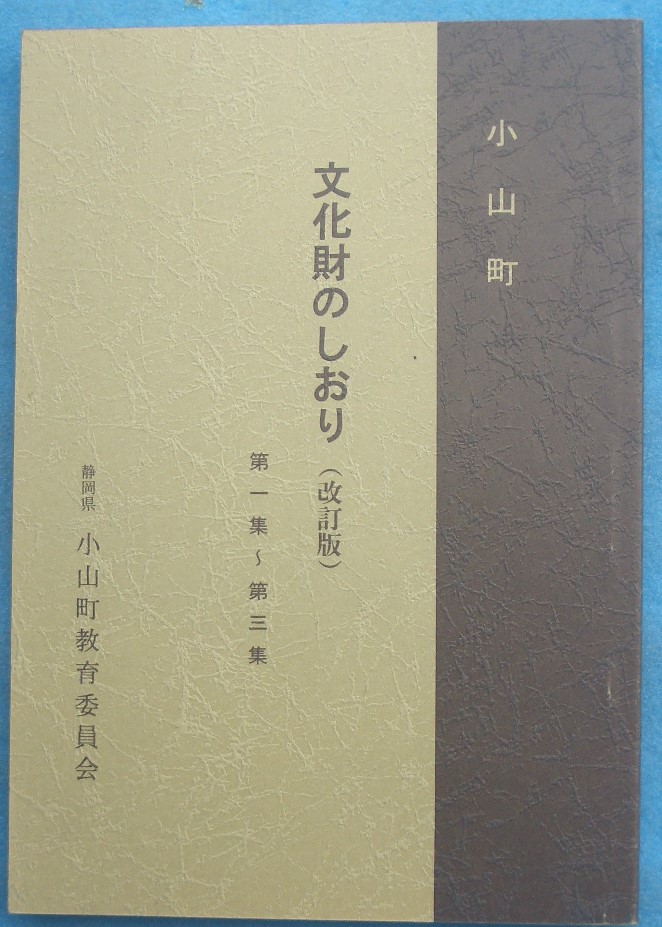 小山町
文化財のしおり（改訂版）
第一集～第三集
静岡県 小山町教育委員会